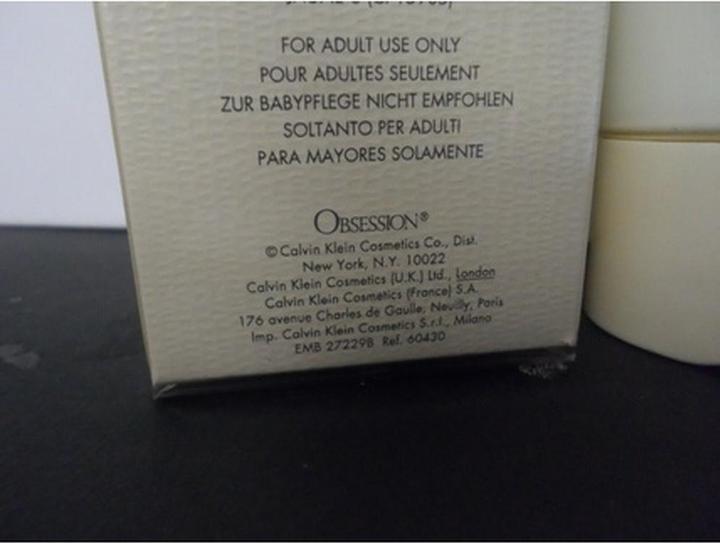 FOR ADULT USE ONLY
POUR ADULTES SEULEMENT
ZUR BABYPFLEGE NICHT EMPFOHLEN
SOLTANTO PER ADULTI
PARA MAYORES SOLAMENTE
OBSESSION®
© Calvin Klein Cosmetics Co., Dist.
New York, N.Y. 10022
Calvin Klein Cosmetics (U.K.) Ltd., London
Calvin Klein Cosmetics (France) S.A.
176 avenue Charles de Gaulle, Neuilly, Paris
Imp. Calvin Klein Cosmetics S.r.l., Milano
EMB 27229B Ref. 60430